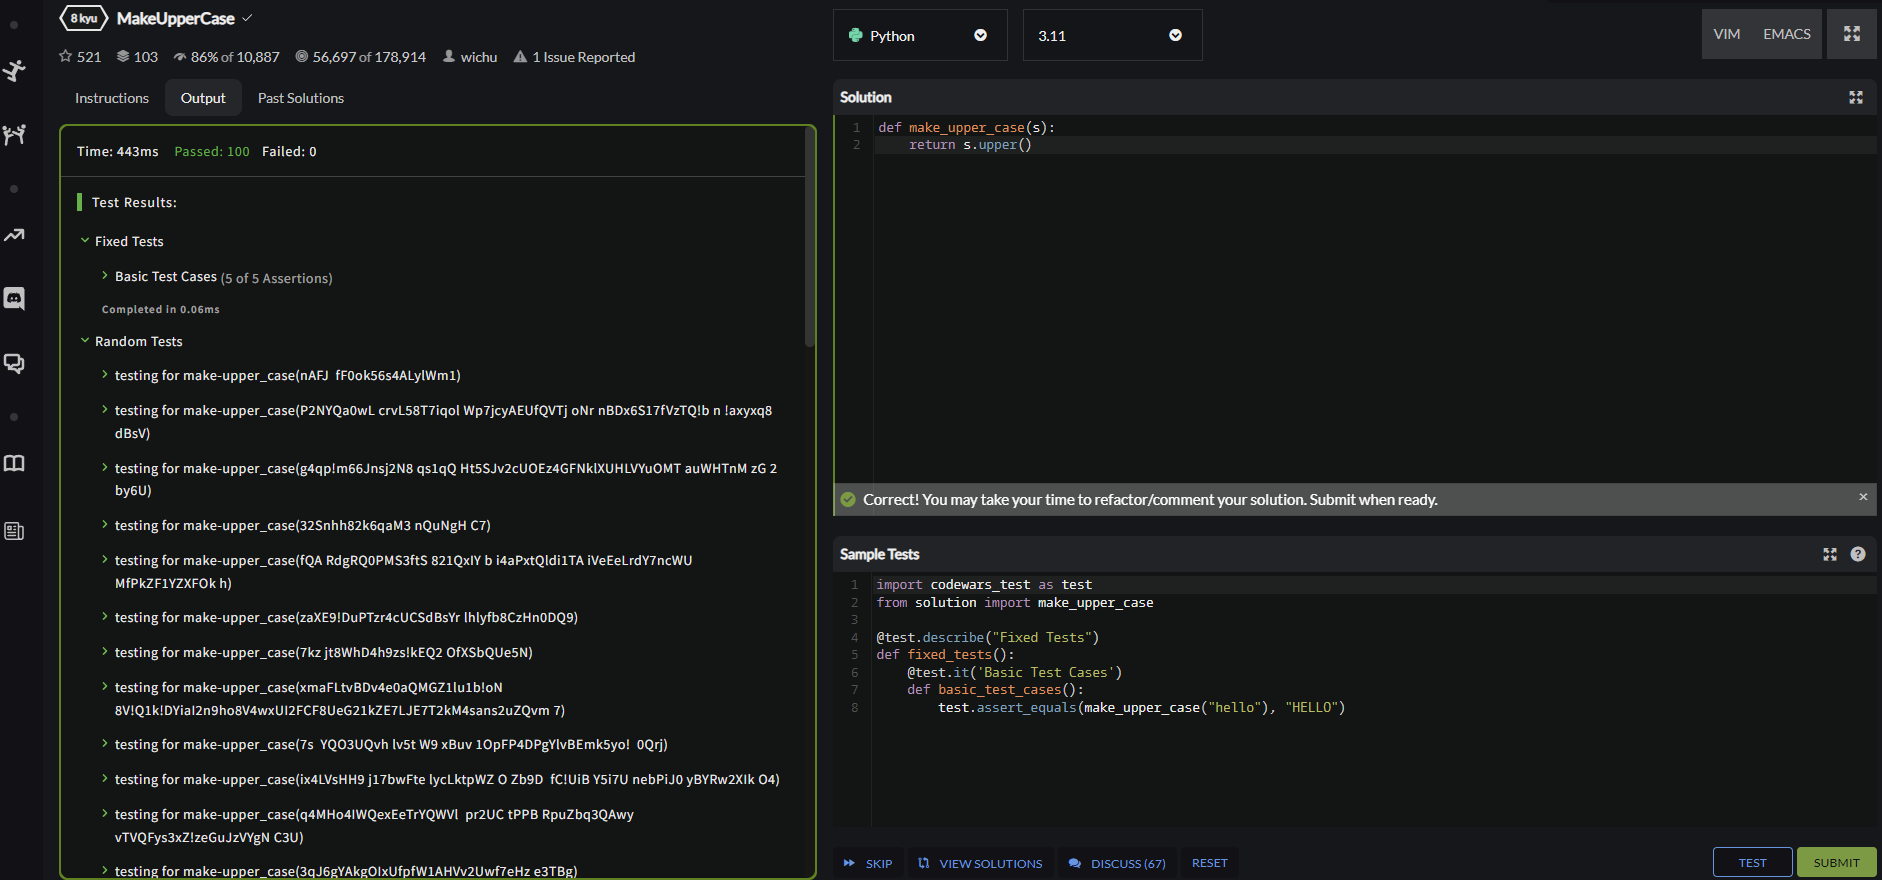 8 kyu MakeUpperCase
521 103 86% of 10,887 56,697 of 178,914 wichu 1 Issue Reported
Instructions Output Past Solutions
Time: 443ms Passed: 100 Failed: 0
Test Results:
Fixed Tests
Basic Test Cases (5 of 5 Assertions)
Completed in 0.06ms
Random Tests
testing for make-upper_case(nAFJ  fF0ok56s4ALylWm1)
testing for make-upper_case(P2NYQa0wL crvL58T7iqol Wp7jcyAEUfQVTj oNr nBDx6S17fVzTQ!b n !axyxq8
dBsV)
testing for make-upper_case(g4qp!m66Jnsj2N8 qs1qQ Ht5SJv2cUOEz4GFNklXUHLVYuOMT auWHTnM zG 2
by6U)
testing for make-upper_case(32Snhh82k6qaM3 nQuNgH C7)
testing for make-upper_case(fQA RdgRQ0PMS3ftS 821QxIY b i4aPxtQldi1TA iVeEeLrdY7ncWU
MfPkZF1YZXFOk h)
testing for make-upper_case(zaXE9!DuPTzr4cUCSdBsYr lhlyfb8CzHn0DQ9)
testing for make-upper_case(7kz jt8WhD4h9zs!kEQ2 OfXSbQUe5N)
testing for make-upper_case(xmaFLtvBDv4e0aQMGZ1lu1b!oN
8V!Q1k!DYiaI2n9ho8V4wxUI2FCF8UeG21kZE7LJE7T2kM4sans2uZQvm 7)
testing for make-upper_case(7s  YQO3UQvh lv5t W9 xBuv 1OpFP4DPgYlvBEmk5yo!  0Qrj)
testing for make-upper_case(ix4LVsHH9 j17bwFte lycLktpWZ O Zb9D  fC!UiB Y5i7U nebPiJ0 yBYRw2XIk O4)
testing for make-upper_case(q4MHo4IWQexEeTrYQWVl  pr2UC tPPB RpuZbq3QAwy
vTVQFys3xZ!zeGuJzVYgN C3U)
testing for make-upper_case(3qJ6gYAkgOIxUfpfW1AHVv2Uwf7eHz e3TBg)
Python 3.11 VIM EMACS
Solution
1 def make_upper_case(s):
2     return s.upper()
Correct! You may take your time to refactor/comment your solution. Submit when ready. ×
Sample Tests ?
1 import codewars_test as test
2 from solution import make_upper_case
3
4 @test.describe("Fixed Tests")
5 def fixed_tests():
6     @test.it('Basic Test Cases')
7     def basic_test_cases():
8         test.assert_equals(make_upper_case("hello"), "HELLO")
SKIP VIEW SOLUTIONS DISCUSS (67) RESET TEST SUBMIT